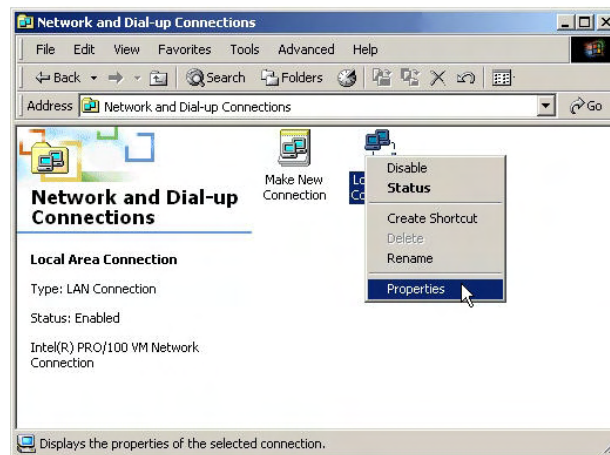 Network and Dial-up Connections
File Edit View Favorites Tools Advanced Help
Back Search Folders
Address Network and Dial-up Connections Go
Network and Dial-up
Connections
Local Area Connection
Type: LAN Connection
Status: Enabled
Intel(R) PRO/100 VM Network
Connection
Make New
Connection
Disable
Status
Create Shortcut
Delete
Rename
Properties
Displays the properties of the selected connection.